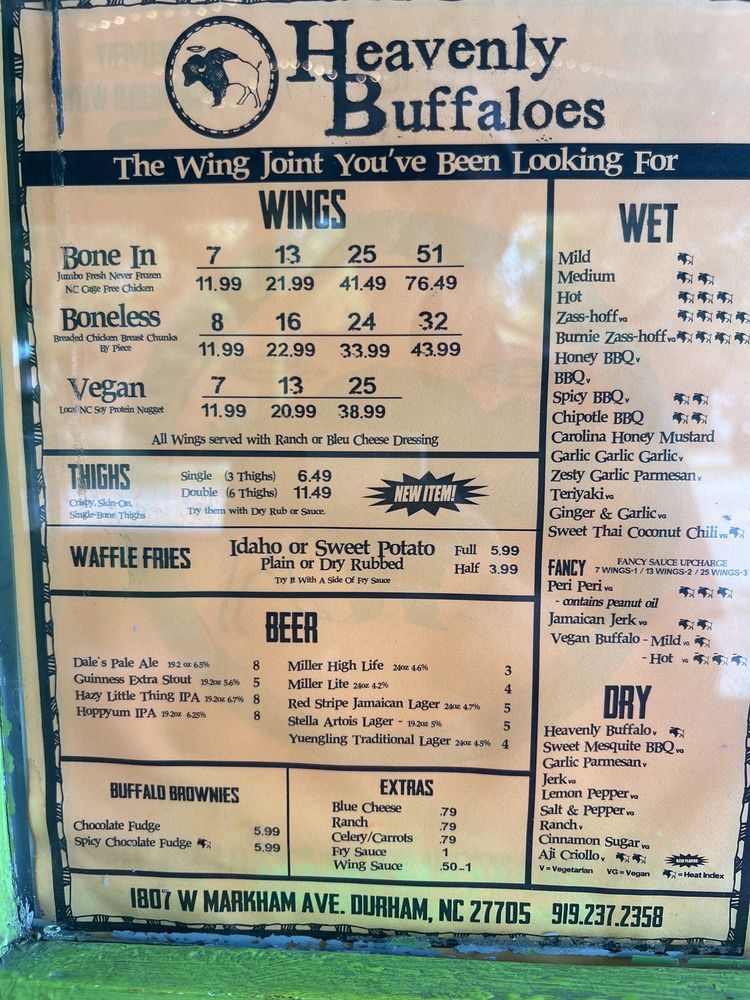 Heavenly
Buffaloes
The Wing Joint You've Been Looking For
WINGS
Bone In 7 13 25 51
Jumbo Fresh Never Frozen
NC Cage Free Chicken 11.99 21.99 41.49 76.49
Boneless 8 16 24 32
Breaded Chicken Breast Chunks
By Piece 11.99 22.99 33.99 43.99
Vegan 7 13 25
Local NC Soy Protein Nugget 11.99 20.99 38.99
All Wings served with Ranch or Bleu Cheese Dressing
THIGHS
Crispy, Skin-On,
Single-Bone Thighs
Single (3 Thighs) 6.49
Double (6 Thighs) 11.49
Try them with Dry Rub or Sauce.
NEW ITEM!
WAFFLE FRIES
Idaho or Sweet Potato
Plain or Dry Rubbed
Try It With A Side Of Fry Sauce
Full 5.99
Half 3.99
BEER
Dale's Pale Ale 19.2 oz 6.5% 8
Guinness Extra Stout 19.2oz 5.6% 5
Hazy Little Thing IPA 19.2oz 6.7% 8
Hoppyum IPA 19.2oz 6.25% 8
Miller High Life 24oz 4.6% 3
Miller Lite 24oz 4.2% 4
Red Stripe Jamaican Lager 24oz 4.7% 5
Stella Artois Lager - 19.2oz 5% 5
Yuengling Traditional Lager 24oz 4.5% 4
BUFFALO BROWNIES
Chocolate Fudge 5.99
Spicy Chocolate Fudge 5.99
EXTRAS
Blue Cheese .79
Ranch .79
Celery/Carrots .79
Fry Sauce 1
Wing Sauce .50-1
WET
Mild
Medium
Hot
Zass-hoff VG
Burnie Zass-hoff VG
Honey BBQ V
BBQ V
Spicy BBQ V
Chipotle BBQ
Carolina Honey Mustard
Garlic Garlic Garlic V
Zesty Garlic Parmesan V
Teriyaki VG
Ginger & Garlic VG
Sweet Thai Coconut Chili VG
FANCY FANCY SAUCE UPCHARGE
7 WINGS-1 / 13 WINGS-2 / 25 WINGS-3
Peri Peri VG
- contains peanut oil
Jamaican Jerk VG
Vegan Buffalo - Mild VG
- Hot VG
DRY
Heavenly Buffalo V
Sweet Mesquite BBQ VG
Garlic Parmesan V
Jerk VG
Lemon Pepper VG
Salt & Pepper VG
Ranch V
Cinnamon Sugar VG
Aji Criollo V NEW FLAVOR
V = Vegetarian VG = Vegan = Heat Index
1807 W MARKHAM AVE. DURHAM, NC 27705 919.237.2358